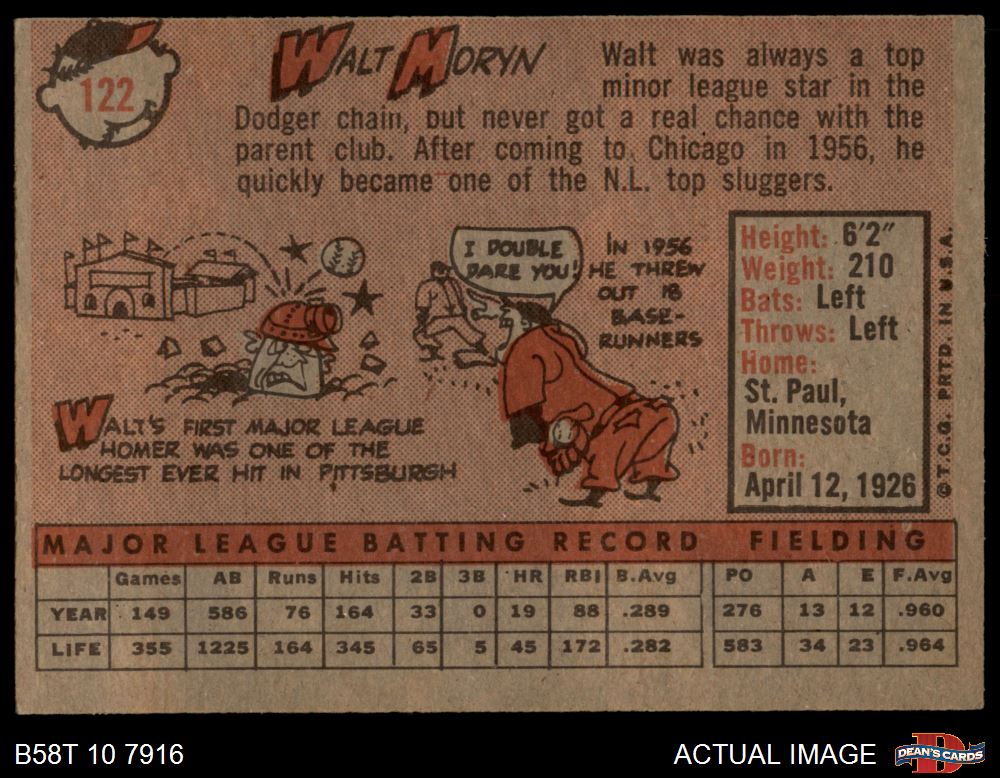 122
WALT MORYN
Walt was always a top
minor league star in the
Dodger chain, but never got a real chance with the
parent club. After coming to Chicago in 1956, he
quickly became one of the N.L. top sluggers.
I DOUBLE
DARE YOU!
IN 1956
HE THREW
OUT 18
BASE-
RUNNERS
WALT'S FIRST MAJOR LEAGUE
HOMER WAS ONE OF THE
LONGEST EVER HIT IN PITTSBURGH
Height: 6'2"
Weight: 210
Bats: Left
Throws: Left
Home:
St. Paul,
Minnesota
Born:
April 12, 1926
© T.C.G. PRTD. IN U.S.A.
MAJOR LEAGUE BATTING RECORD FIELDING
Games AB Runs Hits 2B 3B HR RBI B.Avg PO A E F.Avg
YEAR 149 586 76 164 33 0 19 88 .289 276 13 12 .960
LIFE 355 1225 164 345 65 5 45 172 .282 583 34 23 .964
B58T 10 7916
ACTUAL IMAGE
DEAN'S CARDS